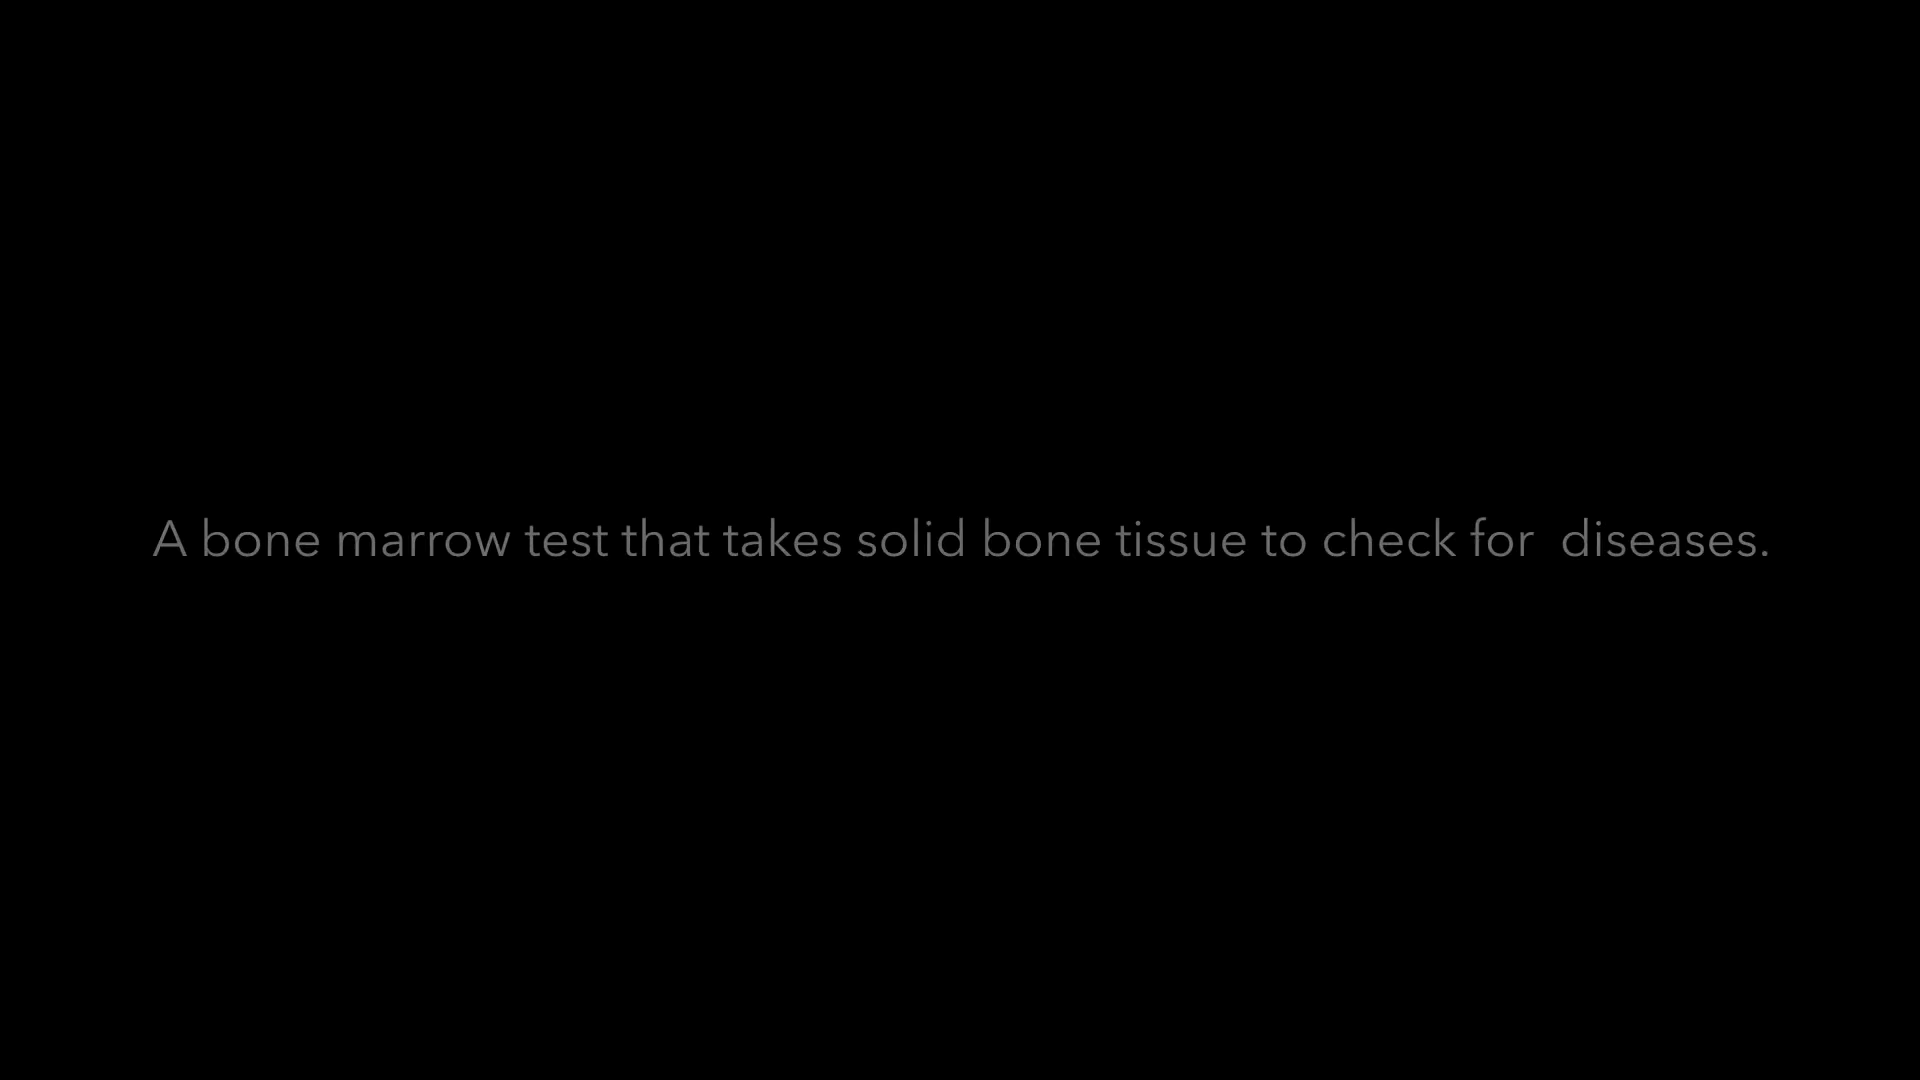 A bone marrow test that takes solid bone tissue to check for  diseases.